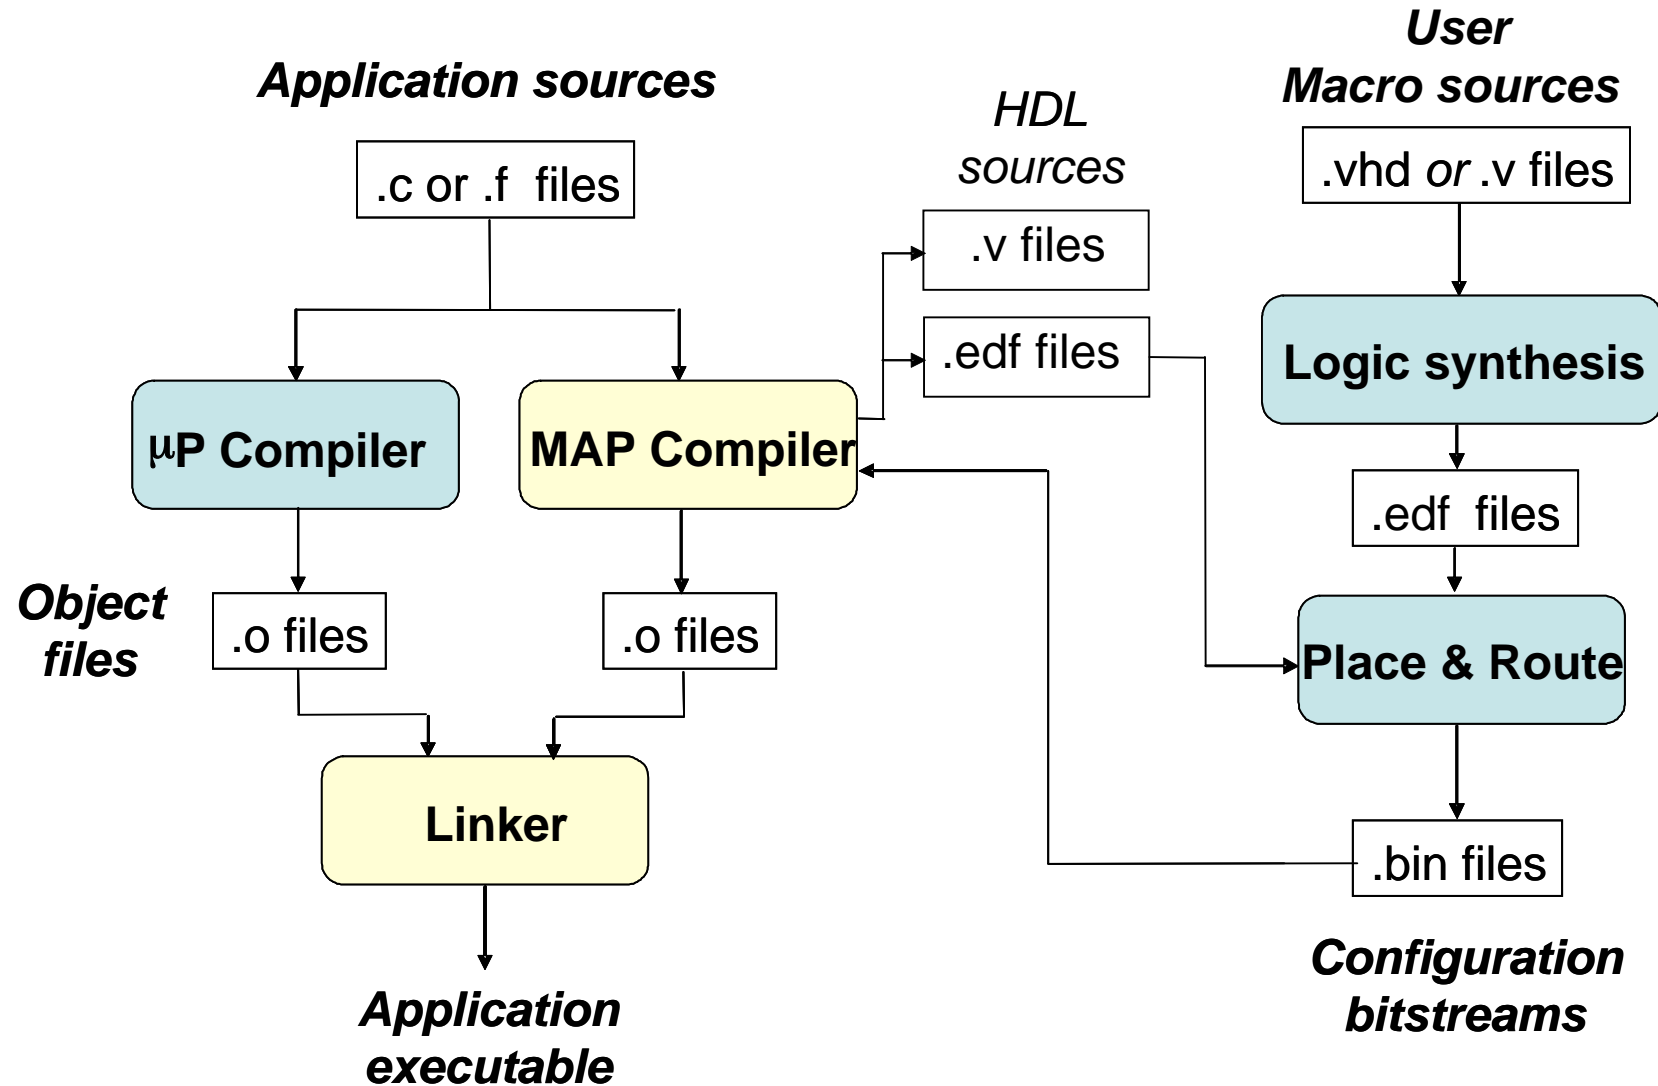 Application sources
.c or .f files
HDL
sources
.v files
.edf files
User
Macro sources
.vhd or .v files
Logic synthesis
.edf files
Place & Route
.bin files
Configuration
bitstreams
μP Compiler
MAP Compiler
Object
files
.o files
.o files
Linker
Application
executable